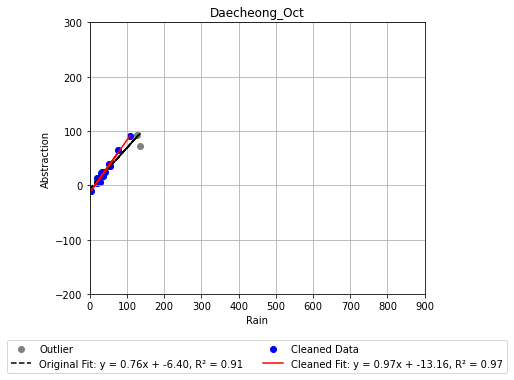 Daecheong_Oct
300
200
100
0
−100
−200
Abstraction
0 100 200 300 400 500 600 700 800 900
Rain
Outlier
Original Fit: y = 0.76x + -6.40, R² = 0.91
Cleaned Data
Cleaned Fit: y = 0.97x + -13.16, R² = 0.97